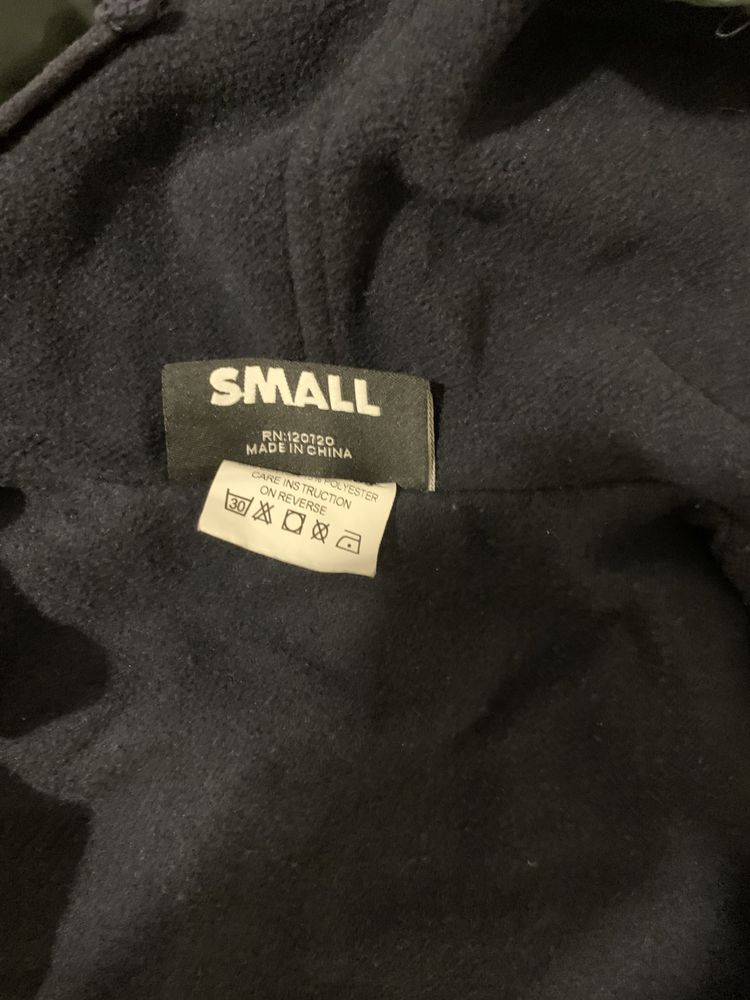 SMALL
RN:120720
MADE IN CHINA
POLYESTER
CARE INSTRUCTION
ON REVERSE
30